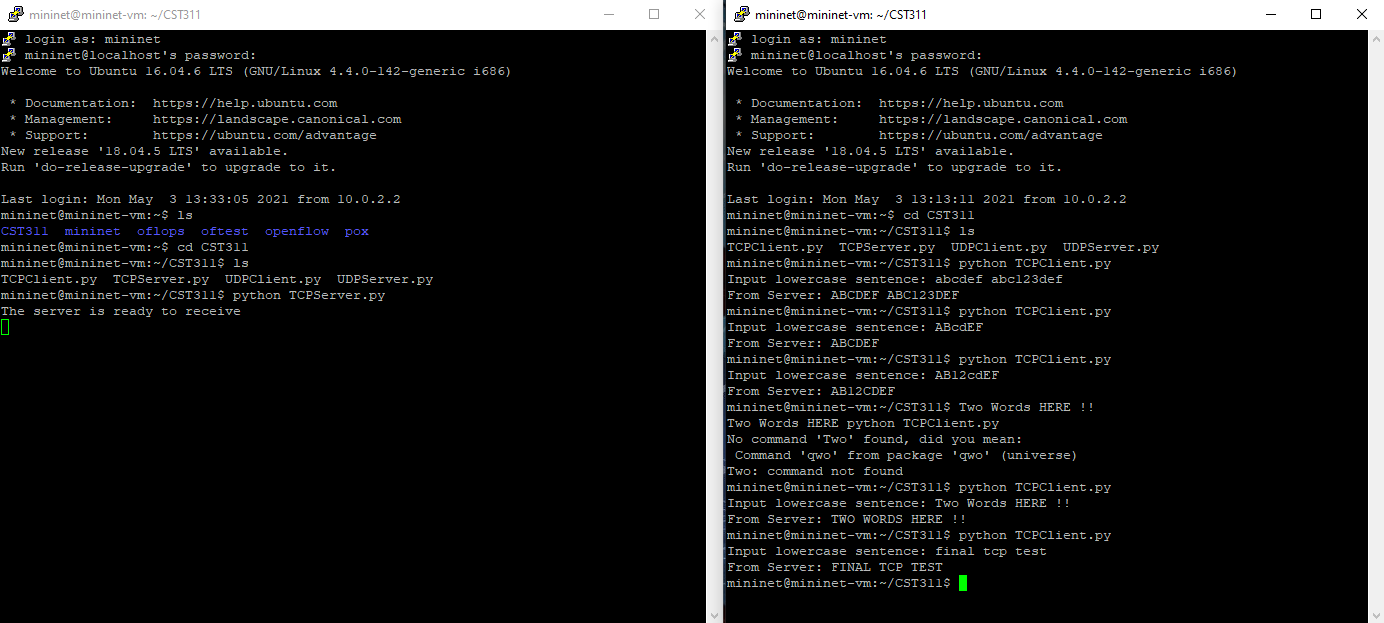 mininet@mininet-vm: ~/CST311
login as: mininet
mininet@localhost's password:
Welcome to Ubuntu 16.04.6 LTS (GNU/Linux 4.4.0-142-generic i686)
* Documentation:  https://help.ubuntu.com
* Management:     https://landscape.canonical.com
* Support:        https://ubuntu.com/advantage
New release '18.04.5 LTS' available.
Run 'do-release-upgrade' to upgrade to it.
Last login: Mon May  3 13:33:05 2021 from 10.0.2.2
mininet@mininet-vm:~$ ls
CST311  mininet  oflops  oftest  openflow  pox
mininet@mininet-vm:~$ cd CST311
mininet@mininet-vm:~/CST311$ ls
TCPClient.py  TCPServer.py  UDPClient.py  UDPServer.py
mininet@mininet-vm:~/CST311$ python TCPServer.py
The server is ready to receive
mininet@mininet-vm: ~/CST311
login as: mininet
mininet@localhost's password:
Welcome to Ubuntu 16.04.6 LTS (GNU/Linux 4.4.0-142-generic i686)
* Documentation:  https://help.ubuntu.com
* Management:     https://landscape.canonical.com
* Support:        https://ubuntu.com/advantage
New release '18.04.5 LTS' available.
Run 'do-release-upgrade' to upgrade to it.
Last login: Mon May  3 13:13:11 2021 from 10.0.2.2
mininet@mininet-vm:~$ cd CST311
mininet@mininet-vm:~/CST311$ ls
TCPClient.py  TCPServer.py  UDPClient.py  UDPServer.py
mininet@mininet-vm:~/CST311$ python TCPClient.py
Input lowercase sentence: abcdef abc123def
From Server: ABCDEF ABC123DEF
mininet@mininet-vm:~/CST311$ python TCPClient.py
Input lowercase sentence: ABcdEF
From Server: ABCDEF
mininet@mininet-vm:~/CST311$ python TCPClient.py
Input lowercase sentence: AB12cdEF
From Server: AB12CDEF
mininet@mininet-vm:~/CST311$ Two Words HERE !!
Two Words HERE python TCPClient.py
No command 'Two' found, did you mean:
Command 'qwo' from package 'qwo' (universe)
Two: command not found
mininet@mininet-vm:~/CST311$ python TCPClient.py
Input lowercase sentence: Two Words HERE !!
From Server: TWO WORDS HERE !!
mininet@mininet-vm:~/CST311$ python TCPClient.py
Input lowercase sentence: final tcp test
From Server: FINAL TCP TEST
mininet@mininet-vm:~/CST311$